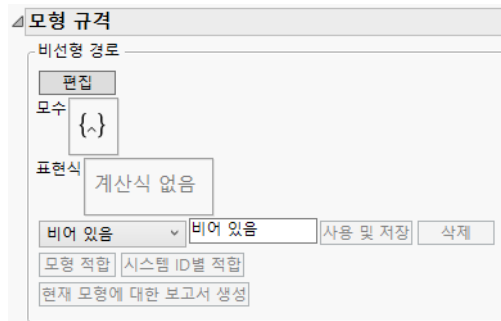 모형 규격
비선형 경로
편집
모수
{^}
표현식
계산식 없음
비어 있음 비어 있음 사용 및 저장 삭제
모형 적합 시스템 ID별 적합
현재 모형에 대한 보고서 생성